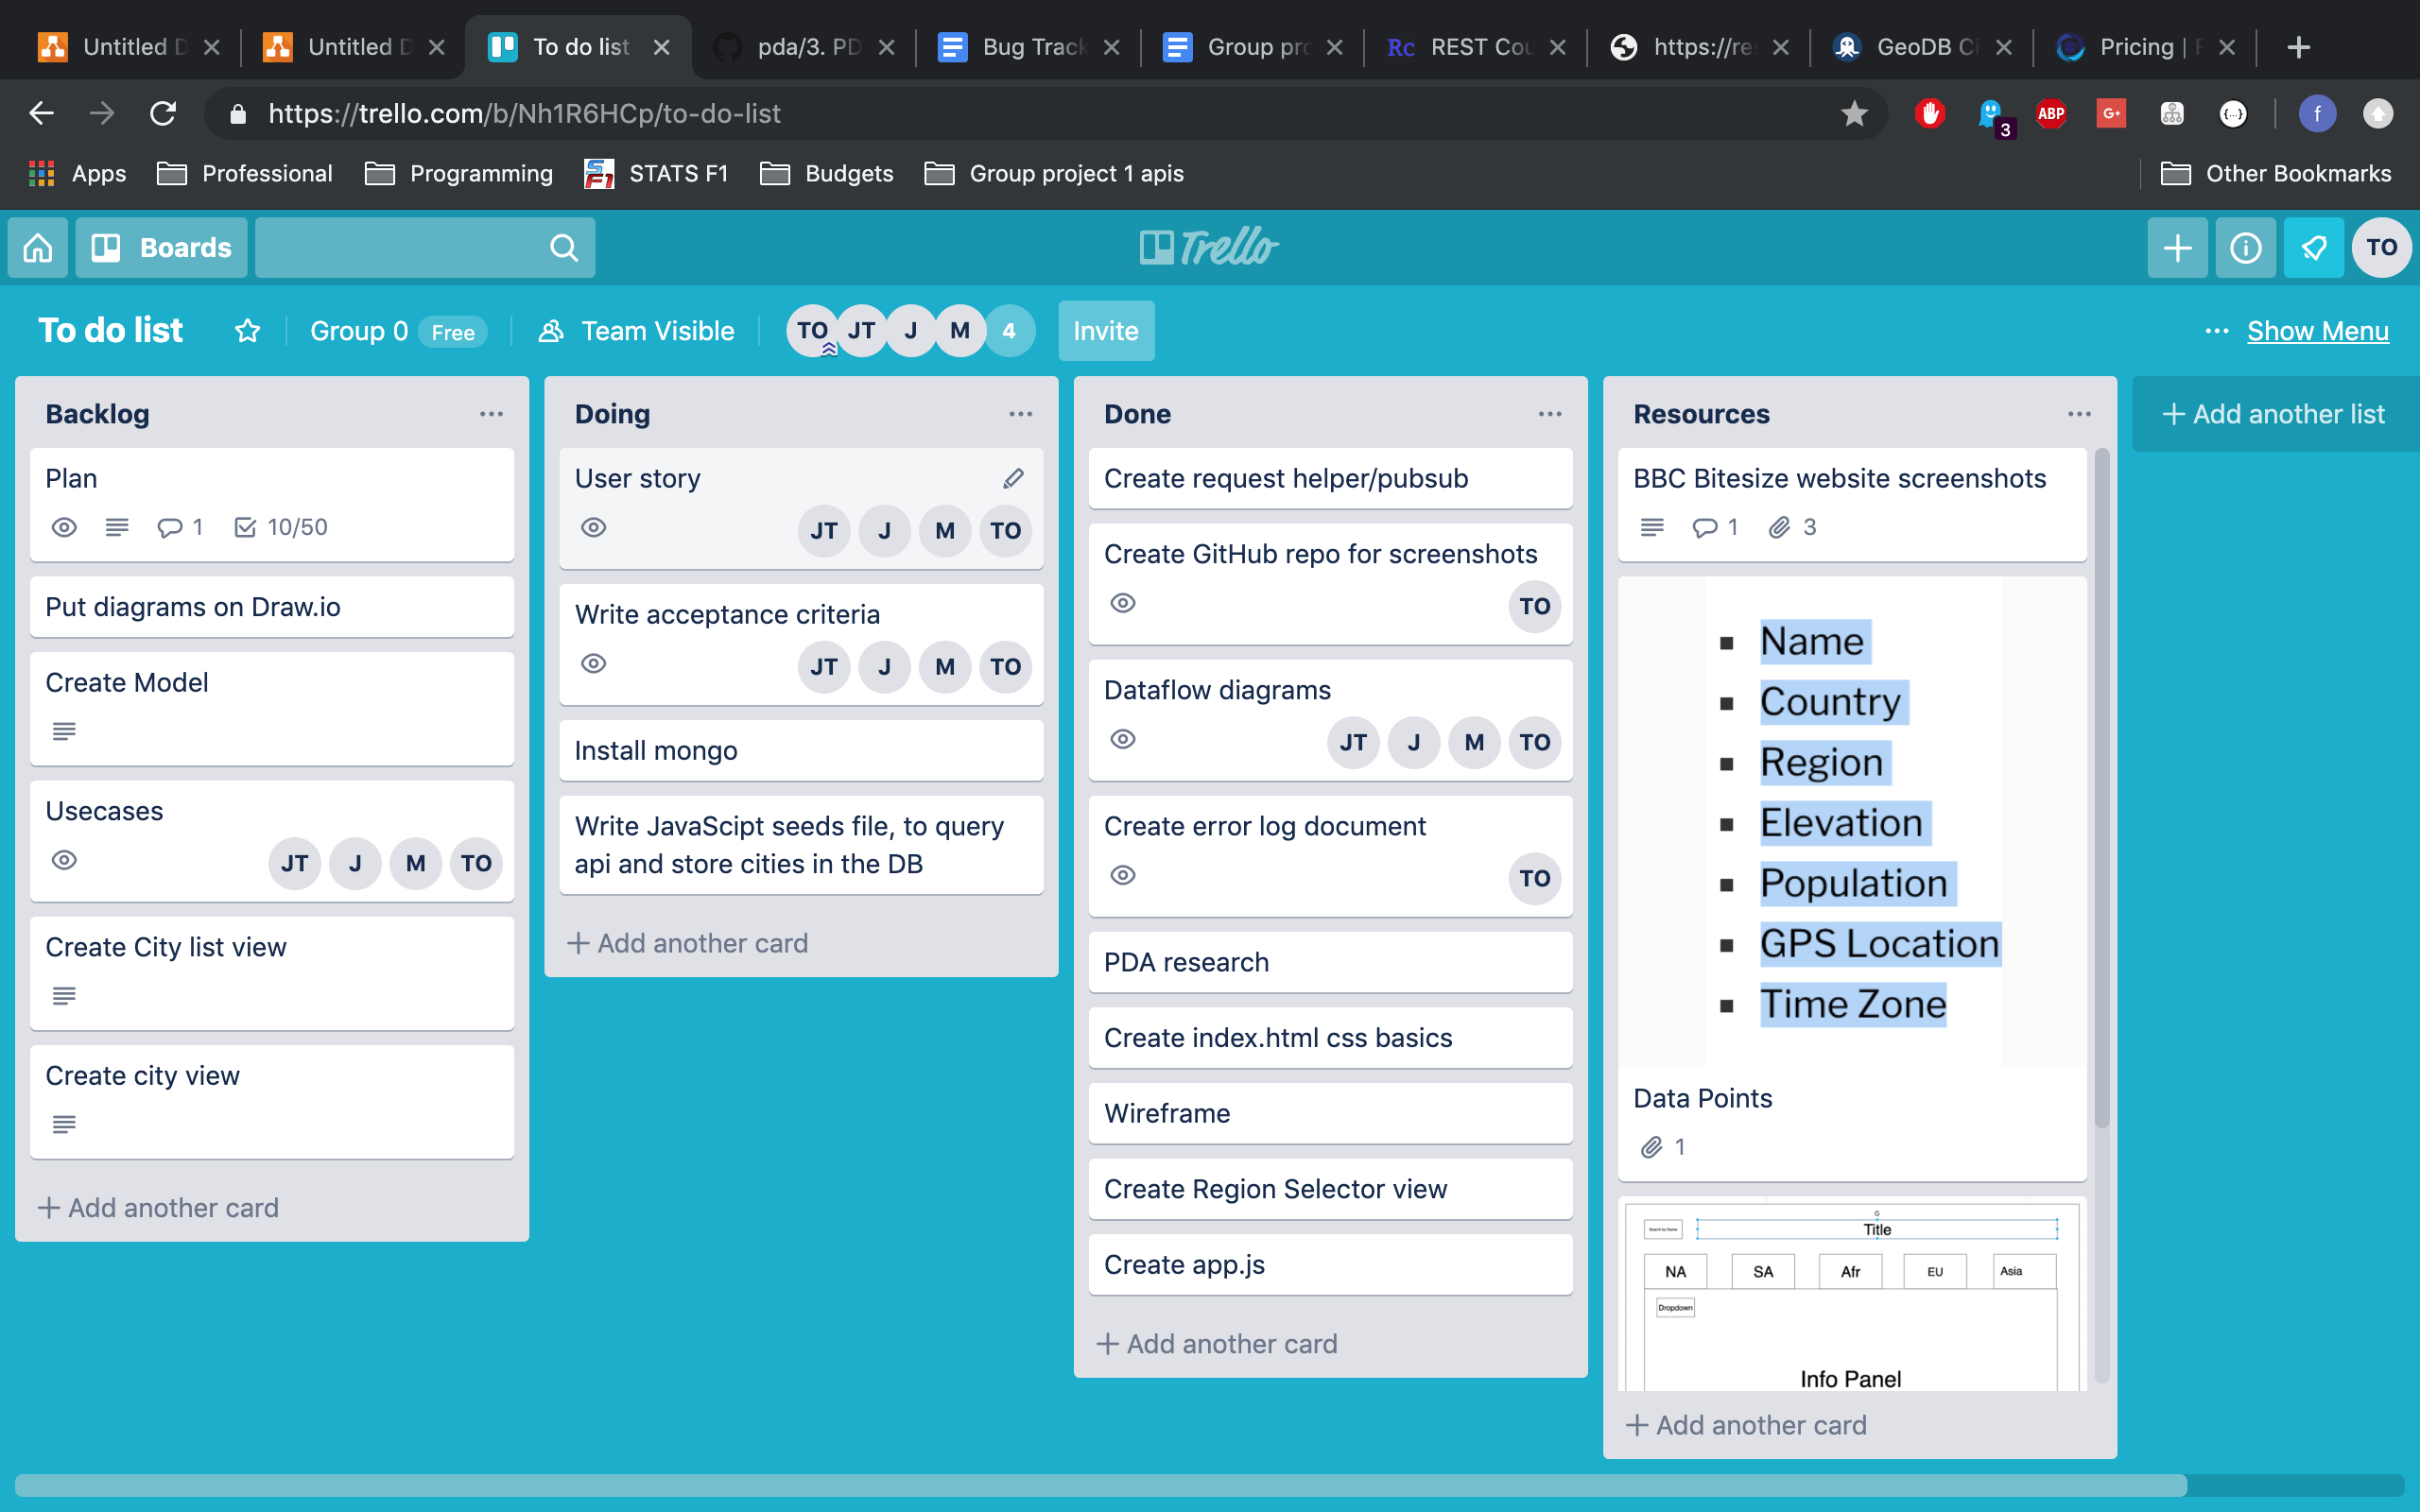 Untitled D
Untitled D
To do list
pda/3. PD
Bug Track
Group pro
Rc REST Cou
https://re
GeoDB Ci
Pricing |
https://trello.com/b/Nh1R6HCp/to-do-list
3
ABP
G+
{...}
f
Apps
Professional
Programming
STATS F1
Budgets
Group project 1 apis
Other Bookmarks
Boards
Trello
TO
To do list
Group 0 Free
Team Visible
TO JT J M 4
Invite
... Show Menu
Backlog
Plan
1 10/50
Put diagrams on Draw.io
Create Model
Usecases
JT J M TO
Create City list view
Create city view
+ Add another card
Doing
User story
JT J M TO
Write acceptance criteria
JT J M TO
Install mongo
Write JavaScipt seeds file, to query
api and store cities in the DB
+ Add another card
Done
Create request helper/pubsub
Create GitHub repo for screenshots
TO
Dataflow diagrams
JT J M TO
Create error log document
TO
PDA research
Create index.html css basics
Wireframe
Create Region Selector view
Create app.js
+ Add another card
Resources
BBC Bitesize website screenshots
1 3
Name
Country
Region
Elevation
Population
GPS Location
Time Zone
Data Points
1
Search by Name
Title
NA SA Afr EU Asia
Dropdown
Info Panel
+ Add another card
+ Add another list